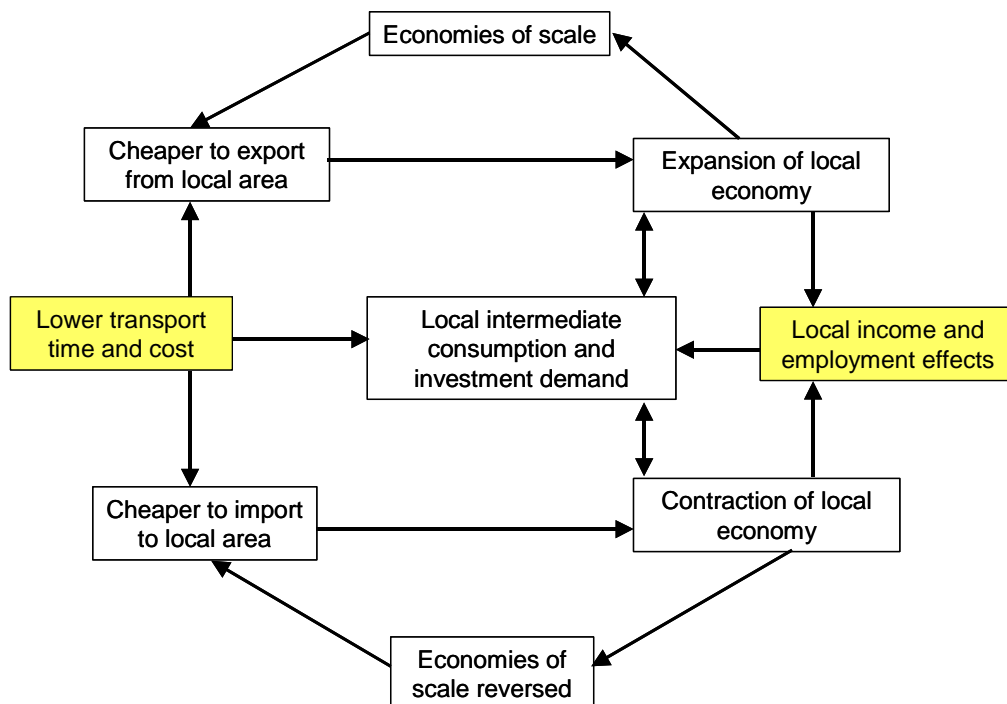 Economies of scale
Cheaper to export
from local area
Expansion of local
economy
Lower transport
time and cost
Local intermediate
consumption and
investment demand
Local income and
employment effects
Cheaper to import
to local area
Contraction of local
economy
Economies of
scale reversed